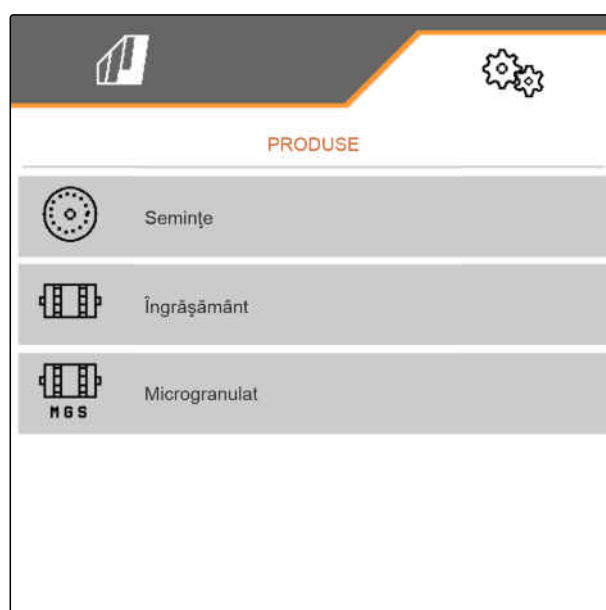 PRODUSE
Seminţe
Îngrăşământ
MGS
Microgranulat